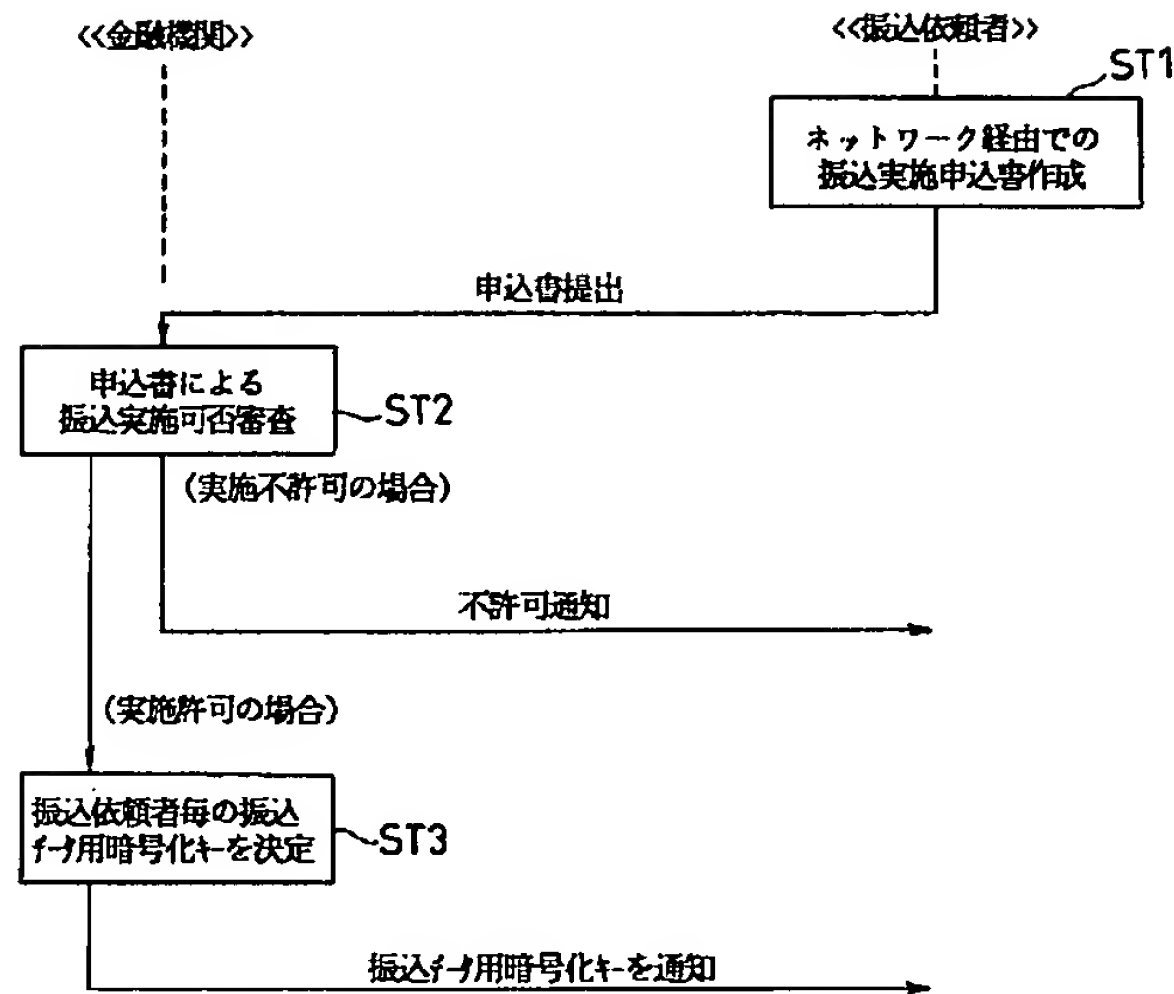 <<金融機関>>
<<振込依頼者>>
ST1
ネットワーク経由での
振込実施申込書作成
申込書提出
申込書による
振込実施可否審査
ST2
(実施不許可の場合)
不許可通知
(実施許可の場合)
振込依頼者毎の振込
ﾃﾞｰﾀ用暗号化ｷｰを決定
ST3
振込ﾃﾞｰﾀ用暗号化ｷｰを通知